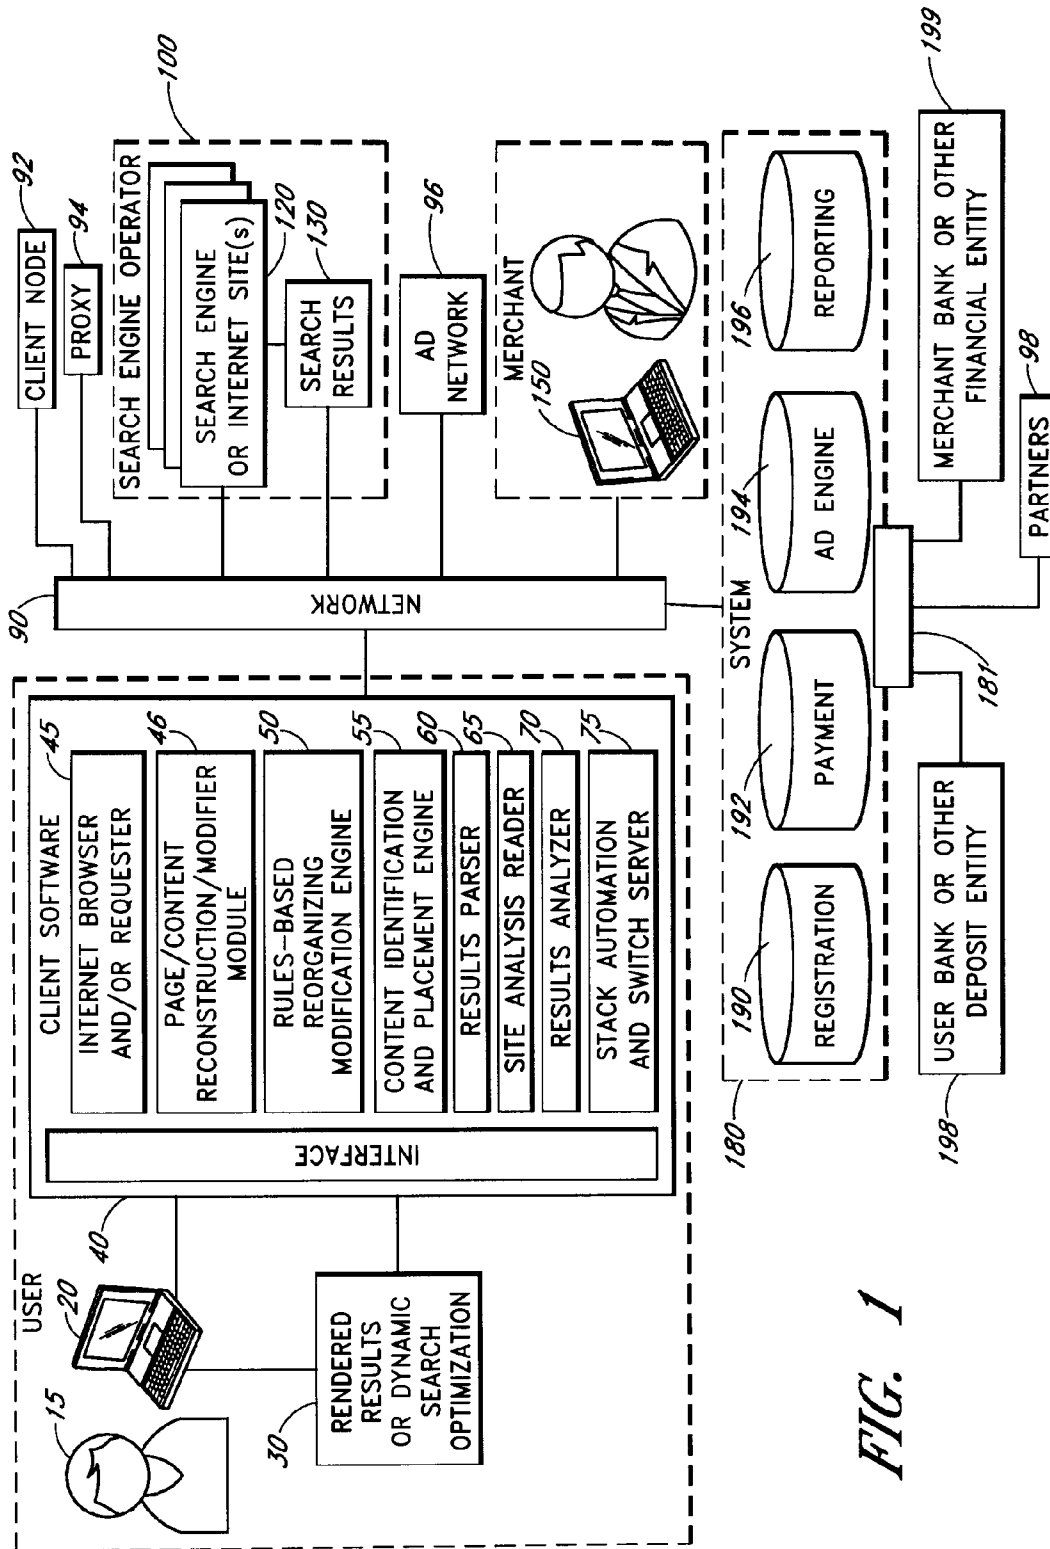 USER
15
20
30
RENDERED
RESULTS
OR DYNAMIC
SEARCH
OPTIMIZATION
40
CLIENT SOFTWARE
INTERFACE
45
INTERNET BROWSER
AND/OR REQUESTER
46
PAGE/CONTENT
RECONSTRUCTION/MODIFIER
MODULE
50
RULES-BASED
REORGANIZING
MODIFICATION ENGINE
55
CONTENT IDENTIFICATION
AND PLACEMENT ENGINE
60
RESULTS PARSER
65
SITE ANALYSIS READER
70
RESULTS ANALYZER
75
STACK AUTOMATION
AND SWITCH SERVER
90
NETWORK
CLIENT NODE
92
PROXY
94
SEARCH ENGINE OPERATOR
100
SEARCH ENGINE
OR INTERNET SITE(s)
120
SEARCH
RESULTS
130
AD
NETWORK
96
MERCHANT
150
SYSTEM
180
190
REGISTRATION
192
PAYMENT
194
AD ENGINE
196
REPORTING
181
198
USER BANK OR OTHER
DEPOSIT ENTITY
MERCHANT BANK OR OTHER
FINANCIAL ENTITY
199
PARTNERS
98
FIG. 1